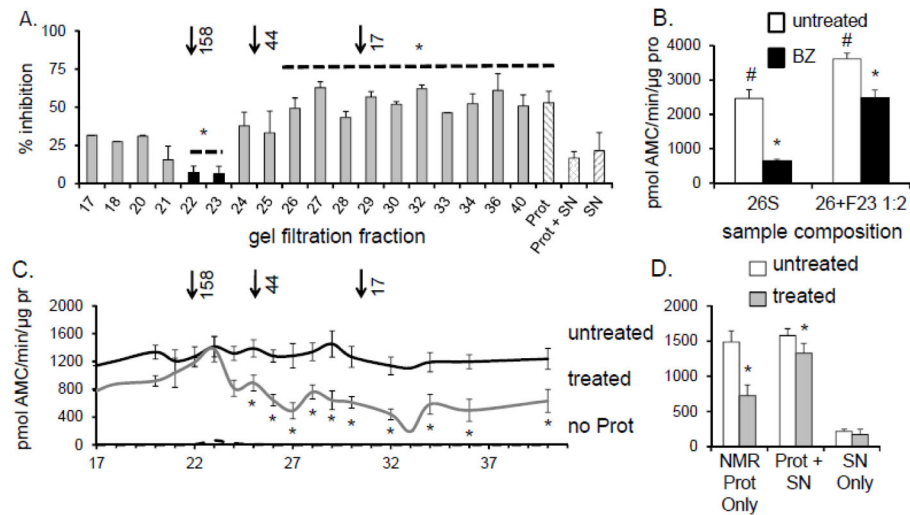 A.
158
44
17
*
*
100
75
50
25
0
% inhibition
17
18
20
21
22
23
24
25
26
27
28
29
30
32
33
34
36
40
Prot
Prot + SN
SN
gel filtration fraction
B.
untreated
BZ
4000
3000
2000
1000
0
pmol AMC/min/µg pro
#
*
#
*
26S
26+F23 1:2
sample composition
C.
158
44
17
2000
1600
1200
800
400
0
pmol AMC/min/µg pr
untreated
treated
no Prot
* * * * * * * * * *
17 22 27 32 37
D.
untreated
treated
2000
1500
1000
500
0
*
*
NMR Prot + SN
Prot SN Only
Only